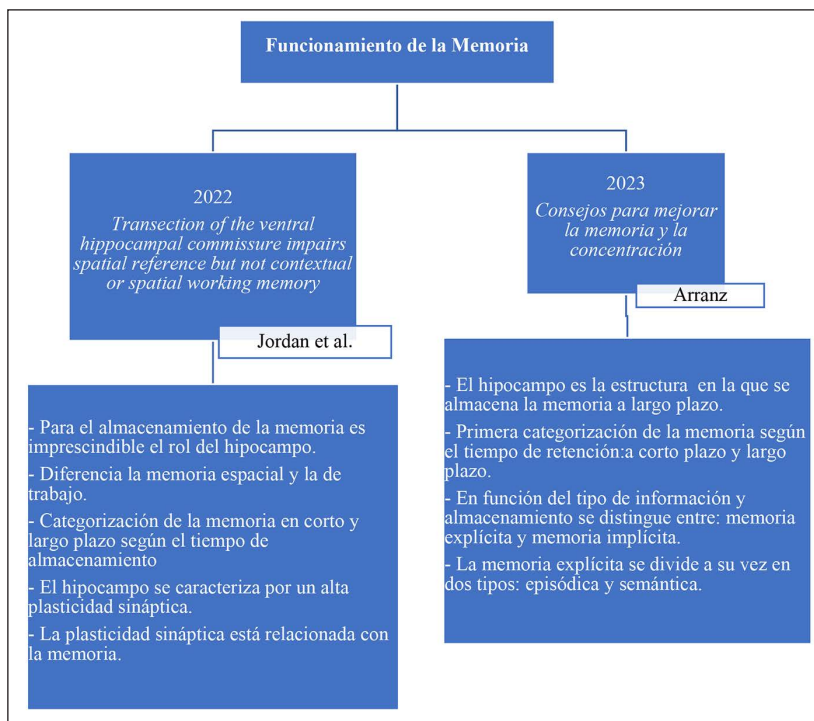 Funcionamiento de la Memoria
2022
Transection of the ventral
hippocampal commissure impairs
spatial reference but not contextual
or spatial working memory
Jordan et al.
2023
Consejos para mejorar
la memoria y la
concentración
Arranz
- Para el almacenamiento de la memoria es
imprescindible el rol del hipocampo.
- Diferencia la memoria espacial y la de
trabajo.
- Categorización de la memoria en corto y
largo plazo según el tiempo de
almacenamiento
- El hipocampo se caracteriza por un alta
plasticidad sináptica.
- La plasticidad sináptica está relacionada con
la memoria.
- El hipocampo es la estructura en la que se
almacena la memoria a largo plazo.
- Primera categorización de la memoria según
el tiempo de retención:a corto plazo y largo
plazo.
- En función del tipo de información y
almacenamiento se distingue entre: memoria
explícita y memoria implícita.
- La memoria explícita se divide a su vez en
dos tipos: episódica y semántica.